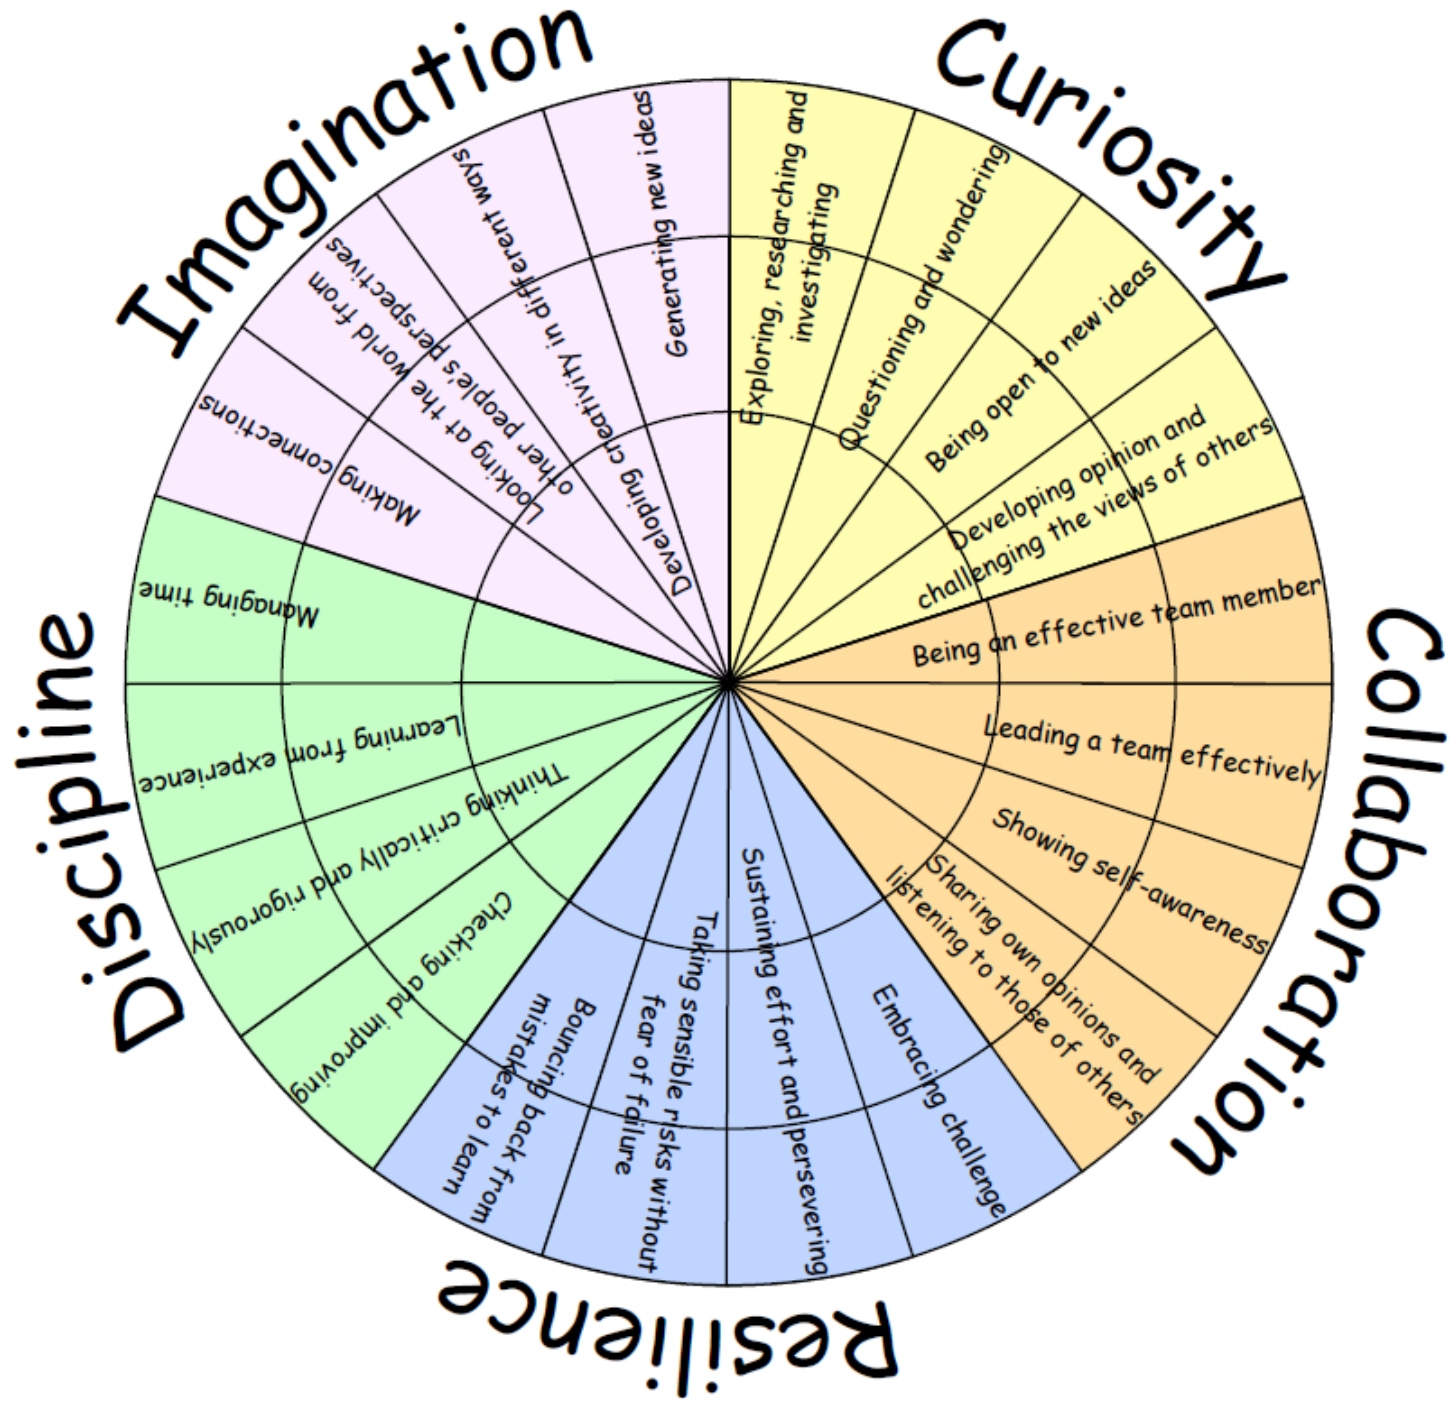 Curiosity
Exploring, researching and
investigating
Questioning and wondering
Being open to new ideas
Developing opinion and
challenging the views of others
Collaboration
Being an effective team member
Leading a team effectively
Showing self-awareness
Sharing own opinions and
listening to those of others
Resilience
Embracing challenge
Sustaining effort and persevering
Taking sensible risks without
fear of failure
Bouncing back from
mistakes to learn
Discipline
Checking and improving
Thinking critically and rigorously
Learning from experience
Managing time
Imagination
Making connections
Looking at the world from
other people's perspectives
Developing creativity in different ways
Generating new ideas